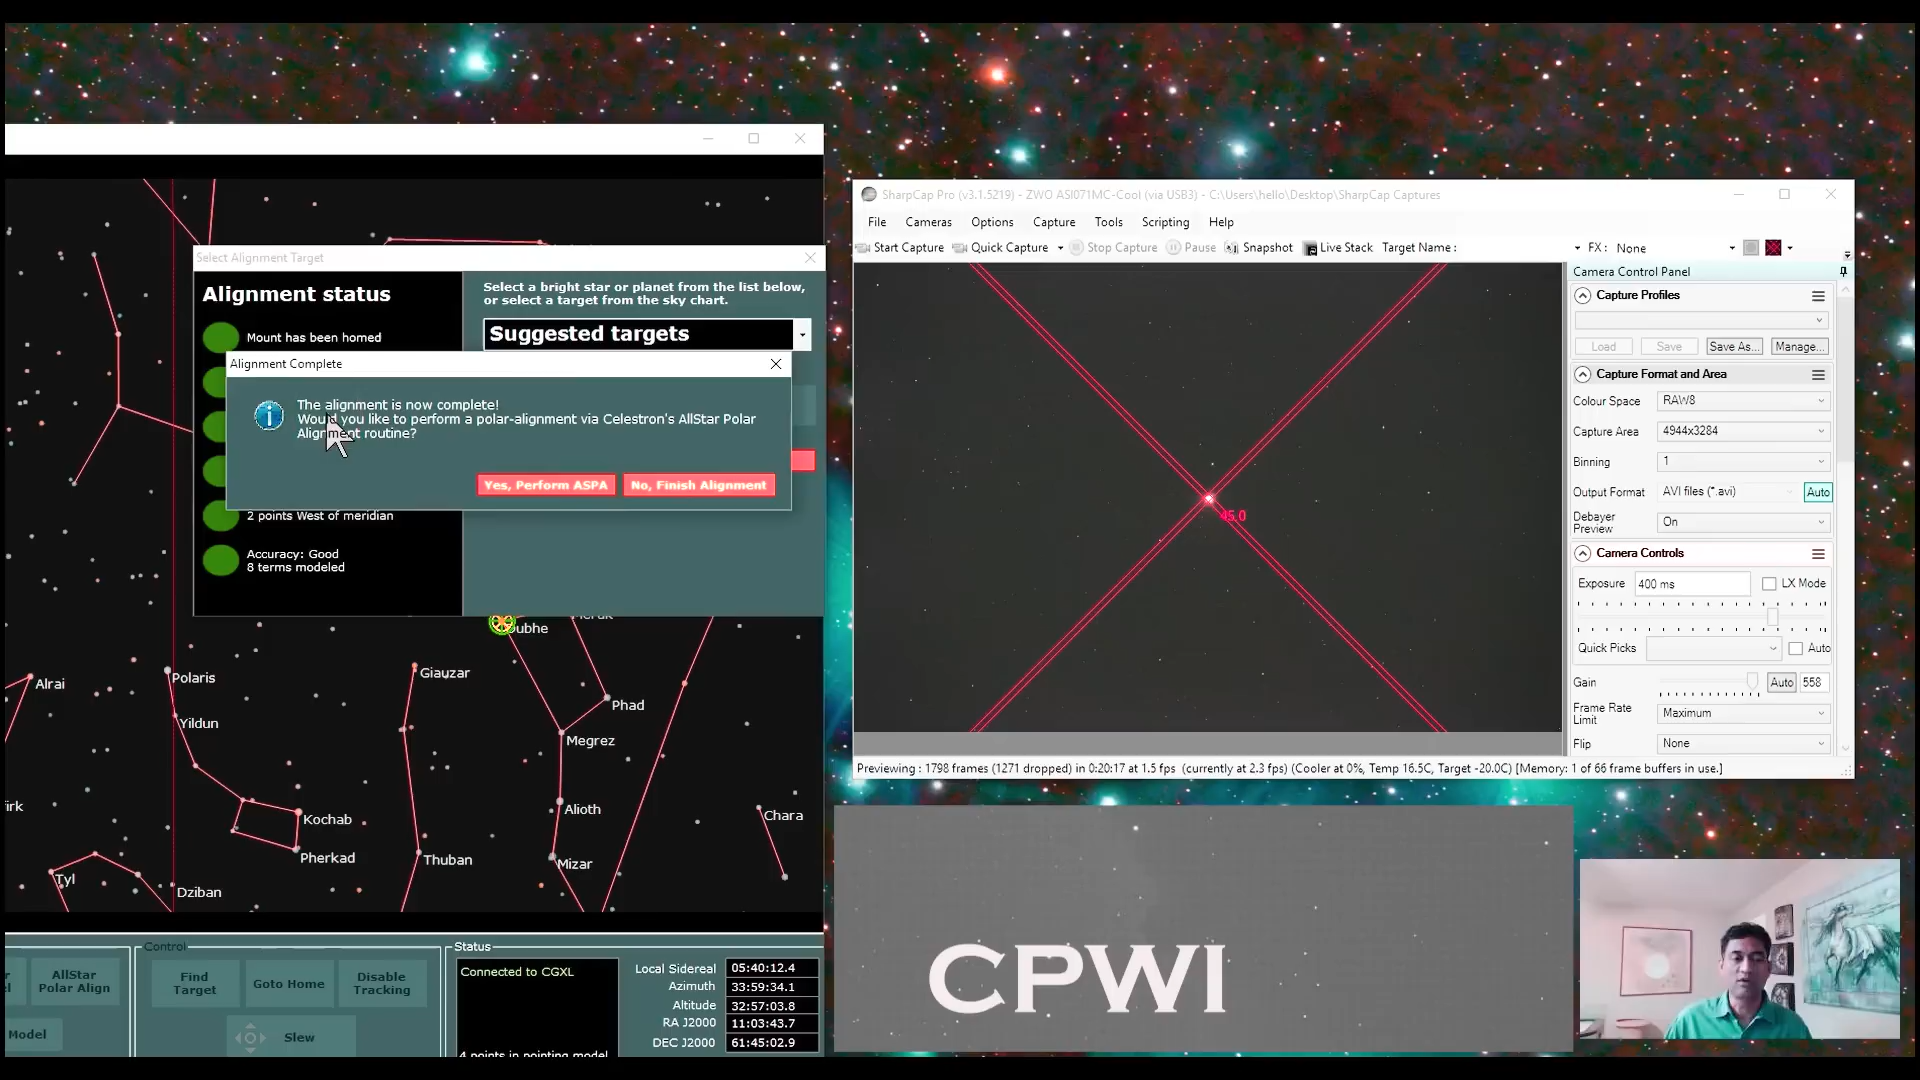 Select Alignment Target
Alignment status
Mount has been homed
Select a bright star or planet from the list below,
or select a target from the sky chart.
Suggested targets
Alignment Complete
The alignment is now complete!
Would you like to perform a polar-alignment via Celestron's AllStar Polar
Alignment routine?
Yes, Perform ASPA
No, Finish Alignment
2 points West of meridian
Accuracy: Good
8 terms modeled
Dubhe
Alrai
Polaris
Giauzar
Yildun
Phad
Megrez
Kochab
Alioth
Chara
Pherkad
Thuban
Mizar
Tyl
Dziban
AllStar
Polar Align
Model
Control
Find
Target
Goto Home
Disable
Tracking
Slew
Status
Connected to CGXL
4 points in pointing model
Local Sidereal 05:40:12.4
Azimuth 33:59:34.1
Altitude 32:57:03.8
RA J2000 11:03:43.7
DEC J2000 61:45:02.9
SharpCap Pro (v3.1.5219) - ZWO ASI071MC-Cool (via USB3) - C:\Users\hello\Desktop\SharpCap Captures
File Cameras Options Capture Tools Scripting Help
Start Capture Quick Capture Stop Capture Pause Snapshot Live Stack Target Name : FX : None
45.0
Camera Control Panel
Capture Profiles
Load Save Save As... Manage...
Capture Format and Area
Colour Space RAW8
Capture Area 4944x3284
Binning 1
Output Format AVI files (*.avi) Auto
Debayer
Preview On
Camera Controls
Exposure 400 ms LX Mode
Quick Picks Auto
Gain Auto 558
Frame Rate
Limit Maximum
Flip None
Previewing : 1798 frames (1271 dropped) in 0:20:17 at 1.5 fps (currently at 2.3 fps) (Cooler at 0%, Temp 16.5C, Target -20.0C) [Memory: 1 of 66 frame buffers in use.]
CPWI